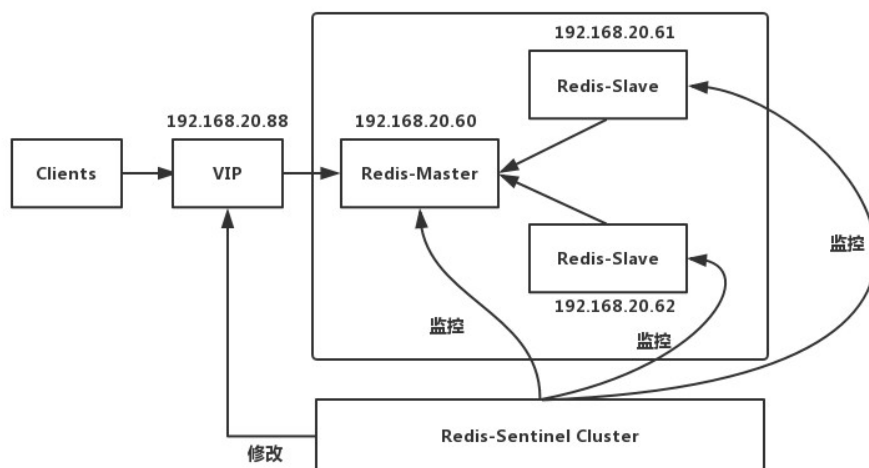 192.168.20.61
Redis-Slave
192.168.20.88
192.168.20.60
Clients
VIP
Redis-Master
监控
Redis-Slave
192.168.20.62
监控
监控
Redis-Sentinel Cluster
修改